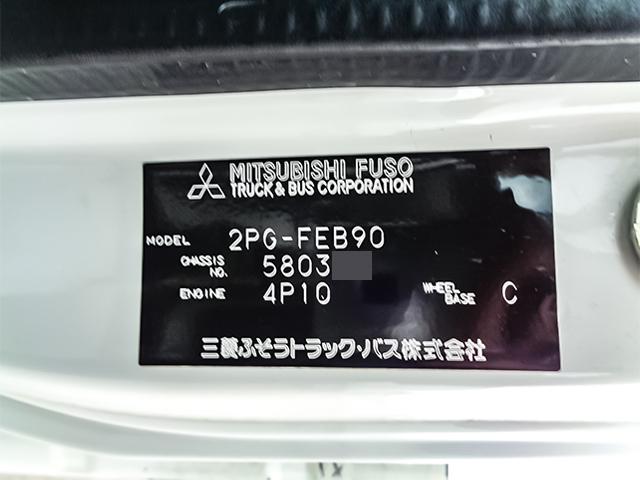 MITSUBISHI FUSO
TRUCK & BUS CORPORATION
MODEL 2PG-FEB90
CHASSIS NO. 5803
ENGINE 4P10 WHEEL BASE C
三菱ふそうトラック・バス株式会社